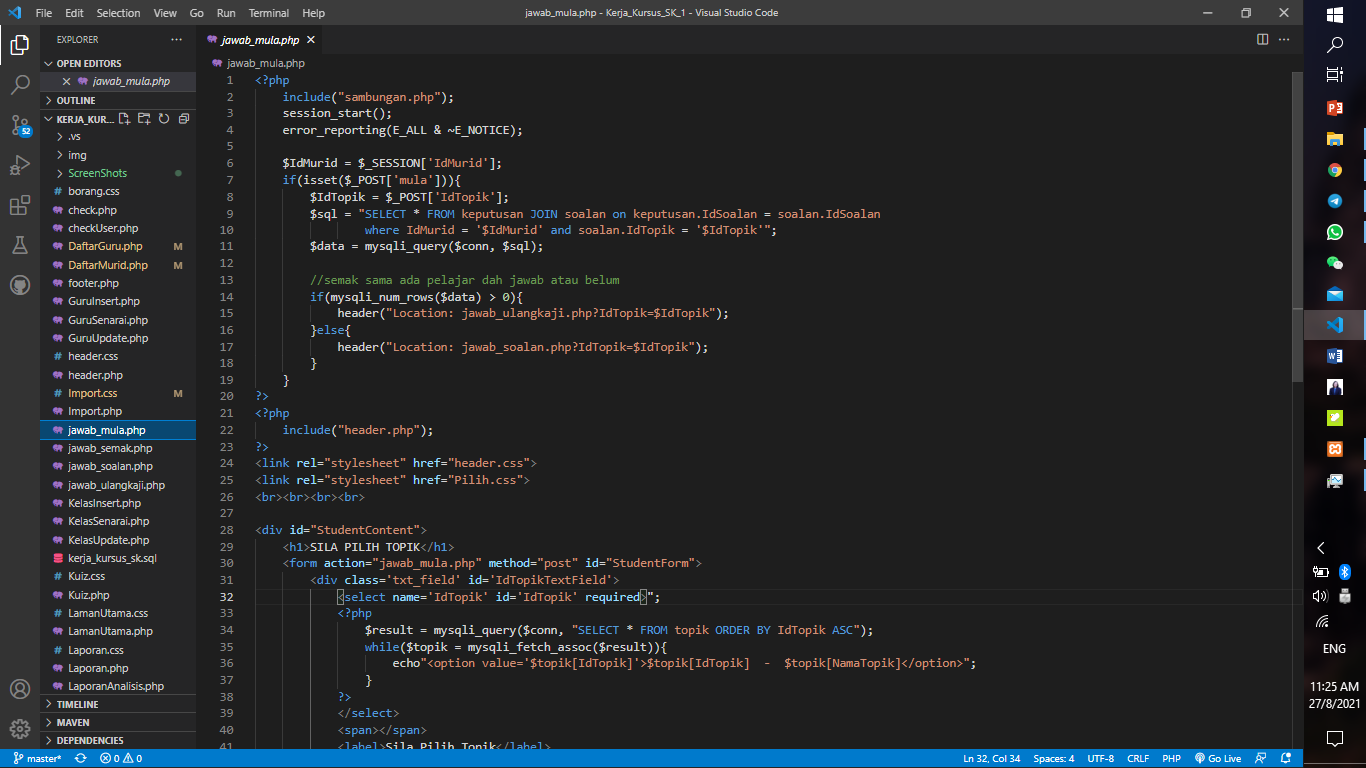 File Edit Selection View Go Run Terminal Help
jawab_mula.php - Kerja_Kursus_SK_1 - Visual Studio Code
EXPLORER
OPEN EDITORS
jawab_mula.php
OUTLINE
KERJA_KUR...
.vs
img
ScreenShots
borang.css
check.php
checkUser.php
DaftarGuru.php M
DaftarMurid.php M
footer.php
GuruInsert.php
GuruSenarai.php
GuruUpdate.php
header.css
header.php
Import.css M
Import.php
jawab_mula.php
jawab_semak.php
jawab_soalan.php
jawab_ulangkaji.php
KelasInsert.php
KelasSenarai.php
KelasUpdate.php
kerja_kursus_sk.sql
Kuiz.css
Kuiz.php
LamanUtama.css
LamanUtama.php
Laporan.css
Laporan.php
LaporanAnalisis.php
TIMELINE
MAVEN
DEPENDENCIES
52
jawab_mula.php
jawab_mula.php
1 <?php
2 include("sambungan.php");
3 session_start();
4 error_reporting(E_ALL & ~E_NOTICE);
5
6 $IdMurid = $_SESSION['IdMurid'];
7 if(isset($_POST['mula'])){
8 $IdTopik = $_POST['IdTopik'];
9 $sql = "SELECT * FROM keputusan JOIN soalan on keputusan.IdSoalan = soalan.IdSoalan
10 where IdMurid = '$IdMurid' and soalan.IdTopik = '$IdTopik'";
11 $data = mysqli_query($conn, $sql);
12
13 //semak sama ada pelajar dah jawab atau belum
14 if(mysqli_num_rows($data) > 0){
15 header("Location: jawab_ulangkaji.php?IdTopik=$IdTopik");
16 }else{
17 header("Location: jawab_soalan.php?IdTopik=$IdTopik");
18 }
19 }
20 ?>
21 <?php
22 include("header.php");
23 ?>
24 <link rel="stylesheet" href="header.css">
25 <link rel="stylesheet" href="Pilih.css">
26 <br><br><br><br>
27
28 <div id="StudentContent">
29 <h1>SILA PILIH TOPIK</h1>
30 <form action="jawab_mula.php" method="post" id="StudentForm">
31 <div class='txt_field' id='IdTopikTextField'>
32 <select name='IdTopik' id='IdTopik' required>";
33 <?php
34 $result = mysqli_query($conn, "SELECT * FROM topik ORDER BY IdTopik ASC");
35 while($topik = mysqli_fetch_assoc($result)){
36 echo"<option value='$topik[IdTopik]'>$topik[IdTopik] - $topik[NamaTopik]</option>";
37 }
38 ?>
39 </select>
40 <span></span>
41 <label>Sila Pilih Topik</label>
master* 0 0
Ln 32, Col 34 Spaces: 4 UTF-8 CRLF PHP Go Live
ENG
11:25 AM
27/8/2021